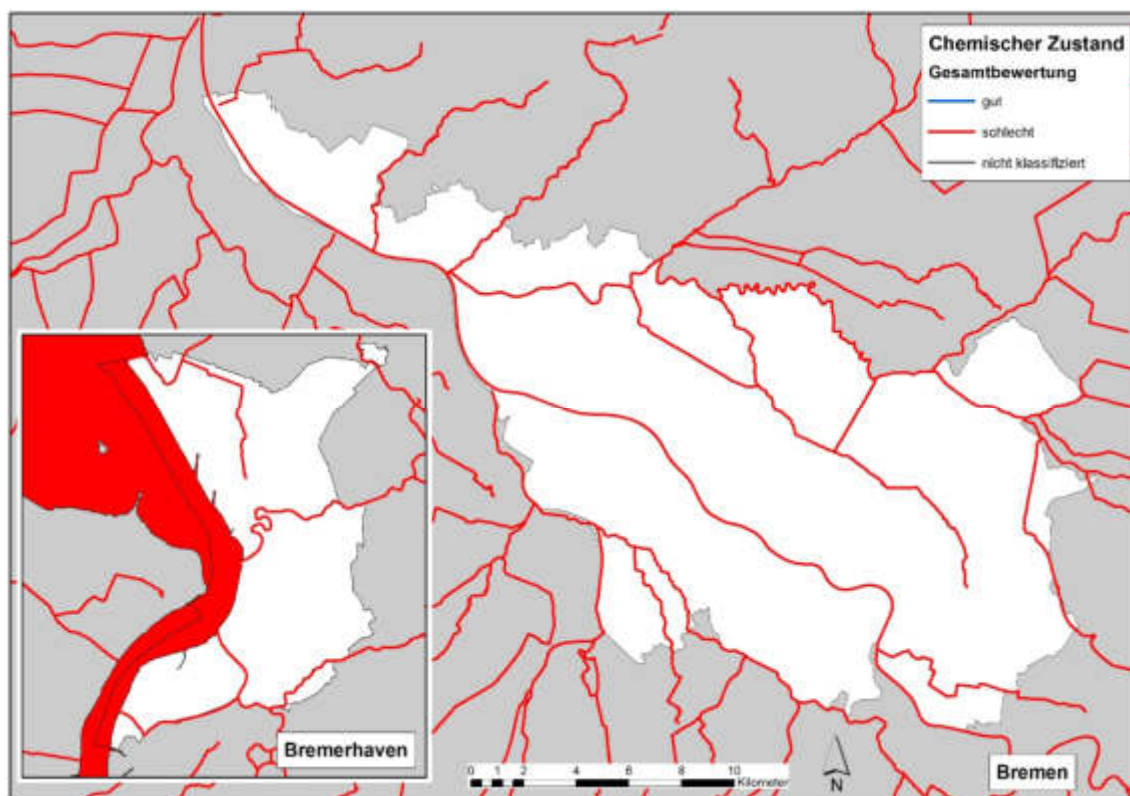 Chemischer Zustand
Gesamtbewertung
gut
schlecht
nicht klassifiziert
Bremerhaven
0 1 2 4 6 8 10
Kilometer
N
Bremen